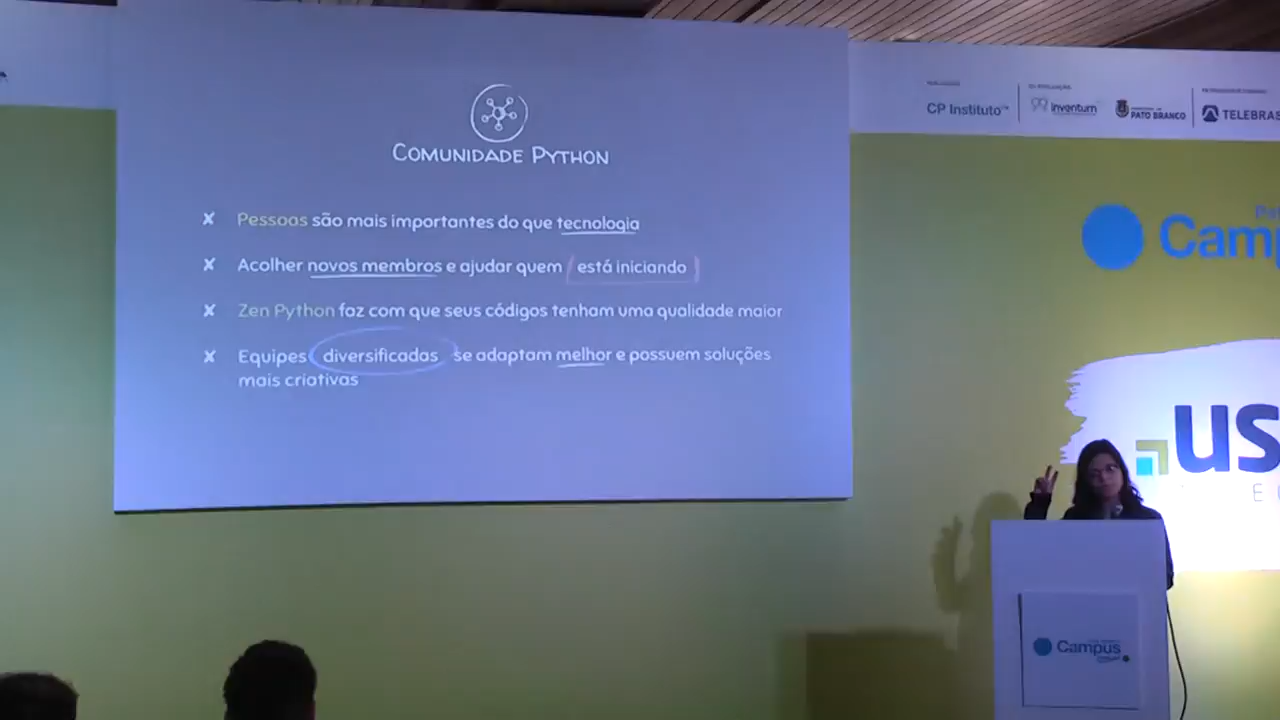 COMUNIDADE PYTHON
✘ Pessoas são mais importantes do que tecnologia
✘ Acolher novos membros e ajudar quem está iniciando
✘ Zen Python faz com que seus códigos tenham uma qualidade maior
✘ Equipes diversificadas se adaptam melhor e possuem soluções
mais criativas
CP Instituto
inventum
PATO BRANCO
TELEBRAS
Cam
us
Campus